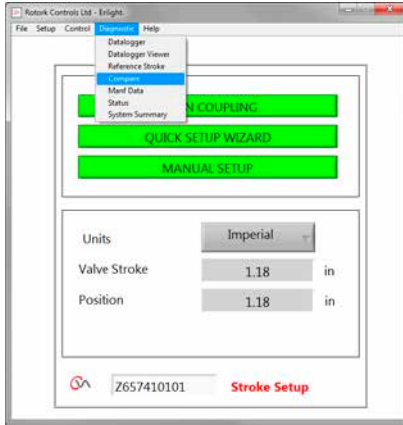 Rotork Controls Ltd - Enlight
File Setup Control Diagnostic Help
Datalogger
Datalogger Viewer
Reference Stroke
Compare
Manf Data
Status
System Summary
N COUPLING
QUICK SETUP WIZARD
MANUAL SETUP
Units Imperial
Valve Stroke 1.18 in
Position 1.18 in
Z657410101 Stroke Setup